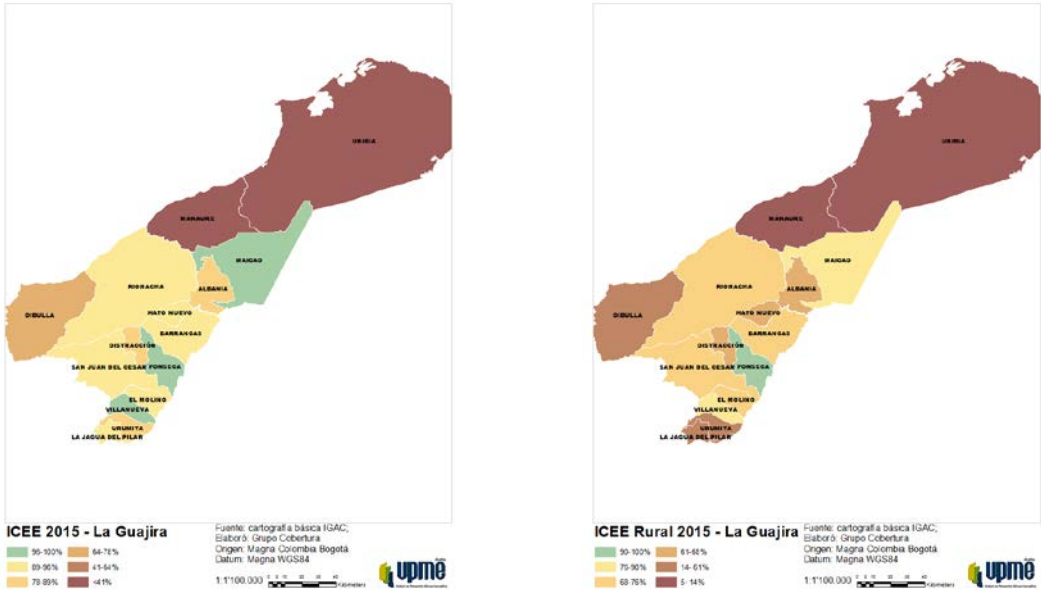 URIBIA
MANAURE
MAICAO
RIOHACHA
ALBANIA
DIBULLA
HATO NUEVO
BARRANCAS
DISTRACCIÓN
SAN JUAN DEL CESAR
FONSECA
EL MOLINO
VILLANUEVA
URUMITA
LA JAGUA DEL PILAR
ICEE 2015 - La Guajira
96-100%
89-96%
78-89%
64-78%
41-64%
<41%
Fuente: cartografía básica IGAC;
Elaboró: Grupo Cobertura
Origen: Magna Colombia Bogotá
Datum: Magna WGS84
1:1'100.000
Kilometers
upme
URIBIA
MANAURE
MAICAO
RIOHACHA
ALBANIA
DIBULLA
HATO NUEVO
BARRANCAS
DISTRACCIÓN
SAN JUAN DEL CESAR
FONSECA
EL MOLINO
VILLANUEVA
URUMITA
LA JAGUA DEL PILAR
ICEE Rural 2015 - La Guajira
90-100%
76-90%
68-76%
61-68%
14-61%
5-14%
Fuente: cartografía básica IGAC;
Elaboró: Grupo Cobertura
Origen: Magna Colombia Bogotá
Datum: Magna WGS84
1:1'100.000
Kilometers
upme